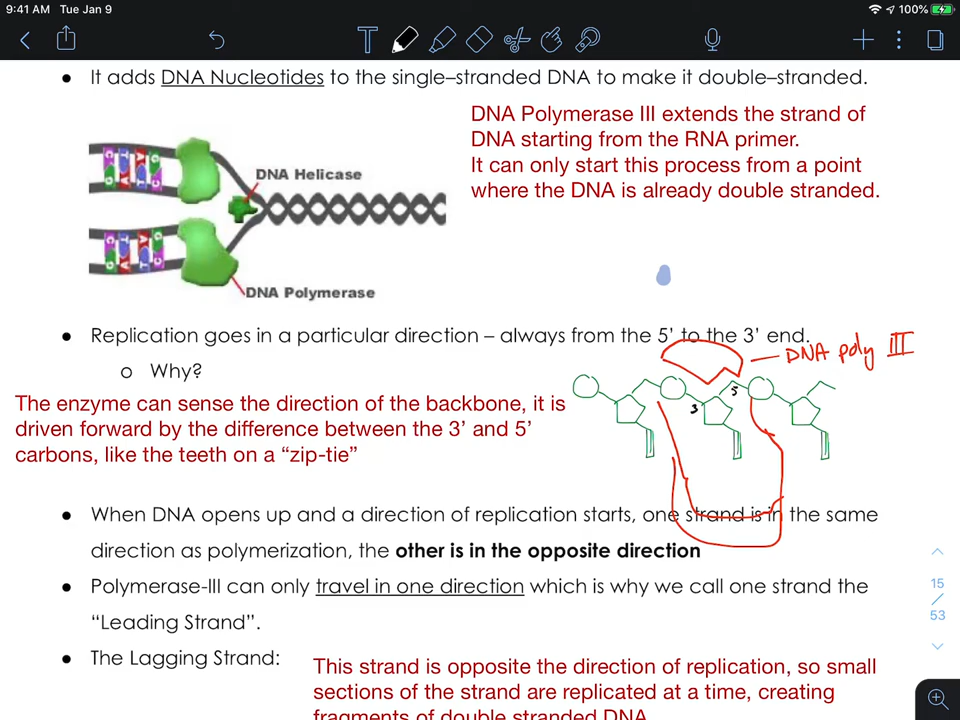 9:41 AM Tue Jan 9 100%
T
● It adds DNA Nucleotides to the single–stranded DNA to make it double–stranded.
DNA Polymerase III extends the strand of
DNA starting from the RNA primer.
It can only start this process from a point
where the DNA is already double stranded.
DNA Helicase
DNA Polymerase
● Replication goes in a particular direction – always from the 5’ to the 3’ end.
DNA poly III
o Why?
3 5
The enzyme can sense the direction of the backbone, it is
driven forward by the difference between the 3’ and 5’
carbons, like the teeth on a “zip-tie”
● When DNA opens up and a direction of replication starts, one strand is in the same
direction as polymerization, the other is in the opposite direction
● Polymerase-III can only travel in one direction which is why we call one strand the
“Leading Strand”.
15
/
53
● The Lagging Strand:
This strand is opposite the direction of replication, so small
sections of the strand are replicated at a time, creating
fragments of double stranded DNA